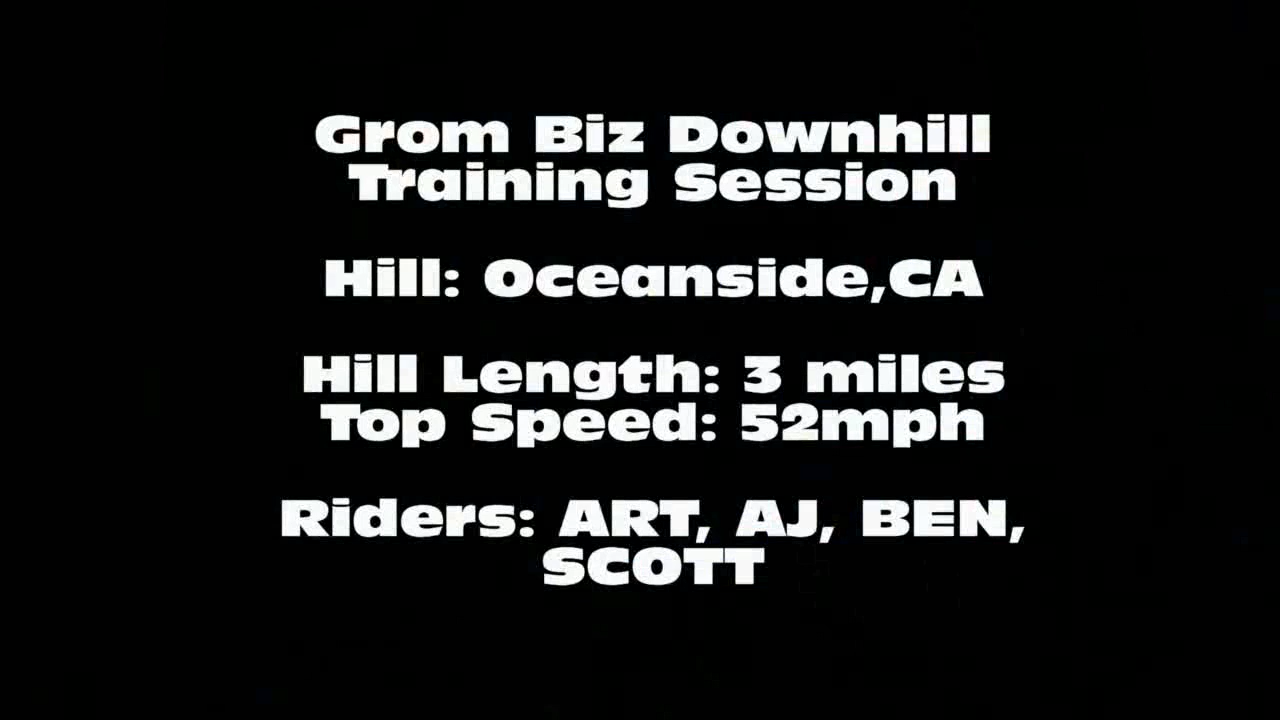 Grom Biz Downhill
Training Session
Hill: Oceanside,CA
Hill Length: 3 miles
Top Speed: 52mph
Riders: ART, AJ, BEN,
SCOTT